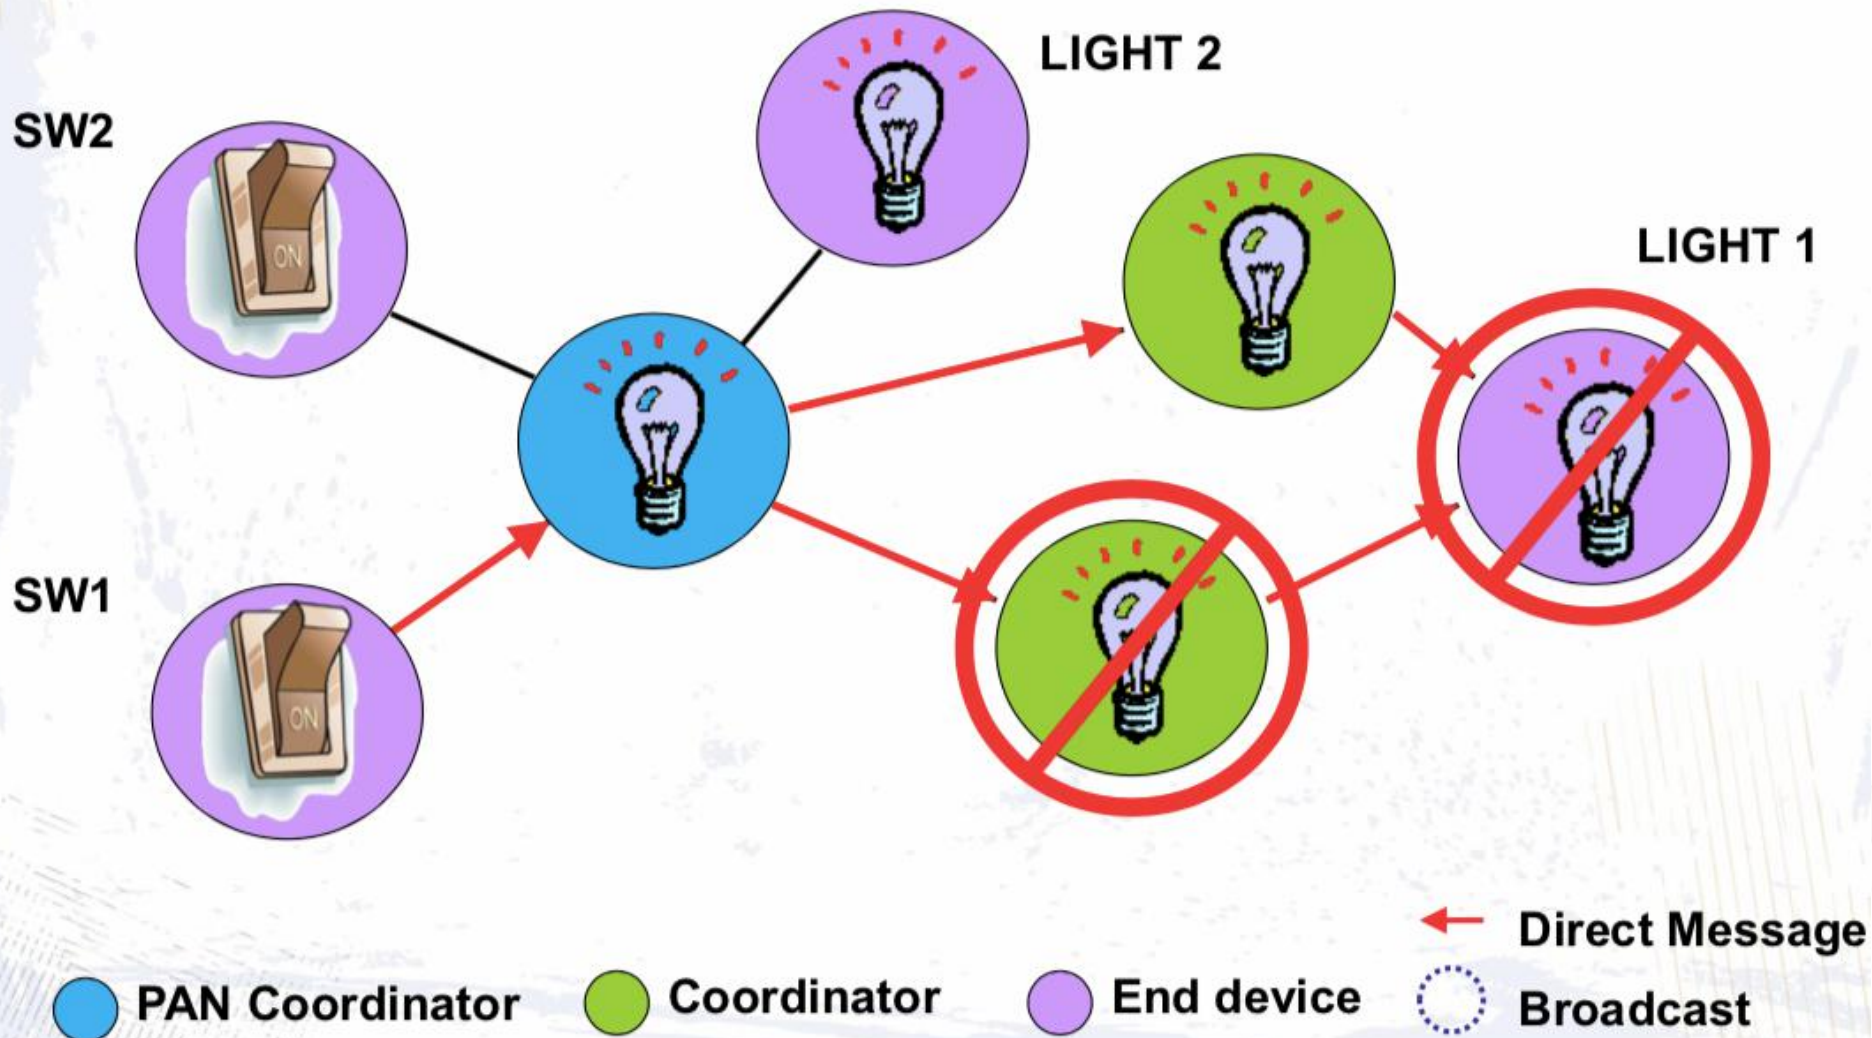 LIGHT 2
SW2
LIGHT 1
ON
SW1
ON
Direct Message
PAN Coordinator
Coordinator
End device
Broadcast